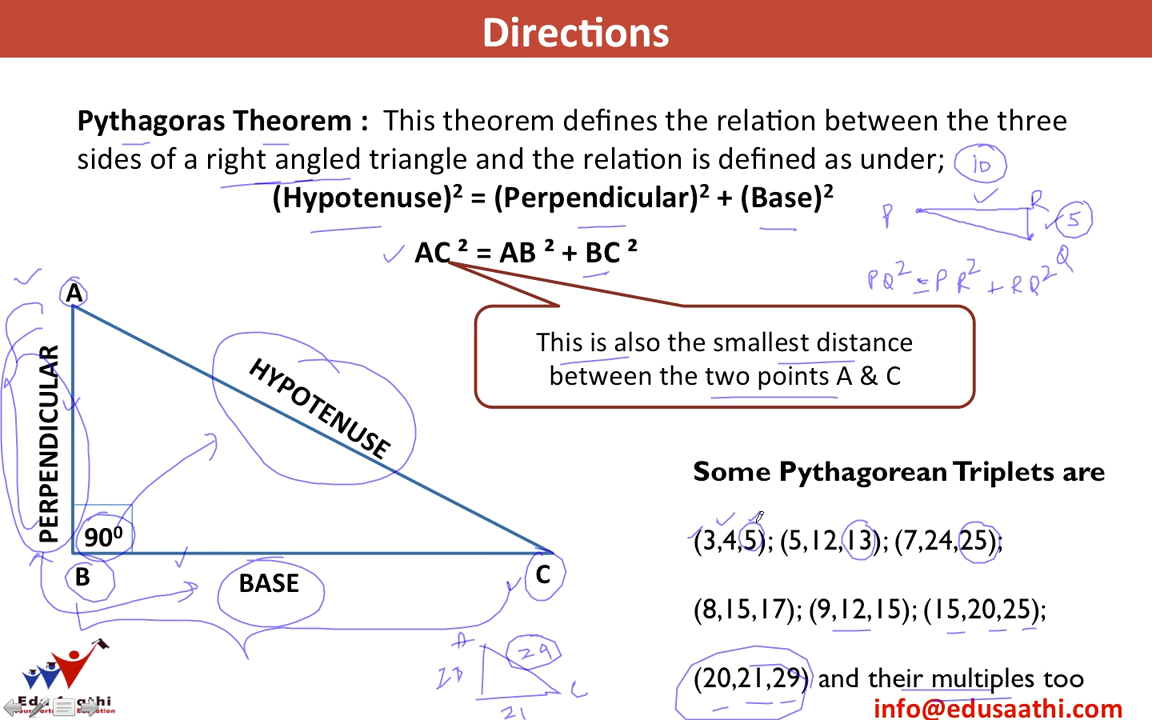 Directions
Pythagoras Theorem : This theorem defines the relation between the three
sides of a right angled triangle and the relation is defined as under;
10
(Hypotenuse)² = (Perpendicular)² + (Base)²
P R
5
AC ² = AB ² + BC ²
Q
PQ² = PR² + RQ²
A
This is also the smallest distance
between the two points A & C
PERPENDICULAR
HYPOTENUSE
Some Pythagorean Triplets are
90⁰
(3,4,5); (5,12,13); (7,24,25);
B
BASE
C
(8,15,17); (9,12,15); (15,20,25);
A
29
20
C
21
(20,21,29) and their multiples too
Edu Saathi
info@edusaathi.com